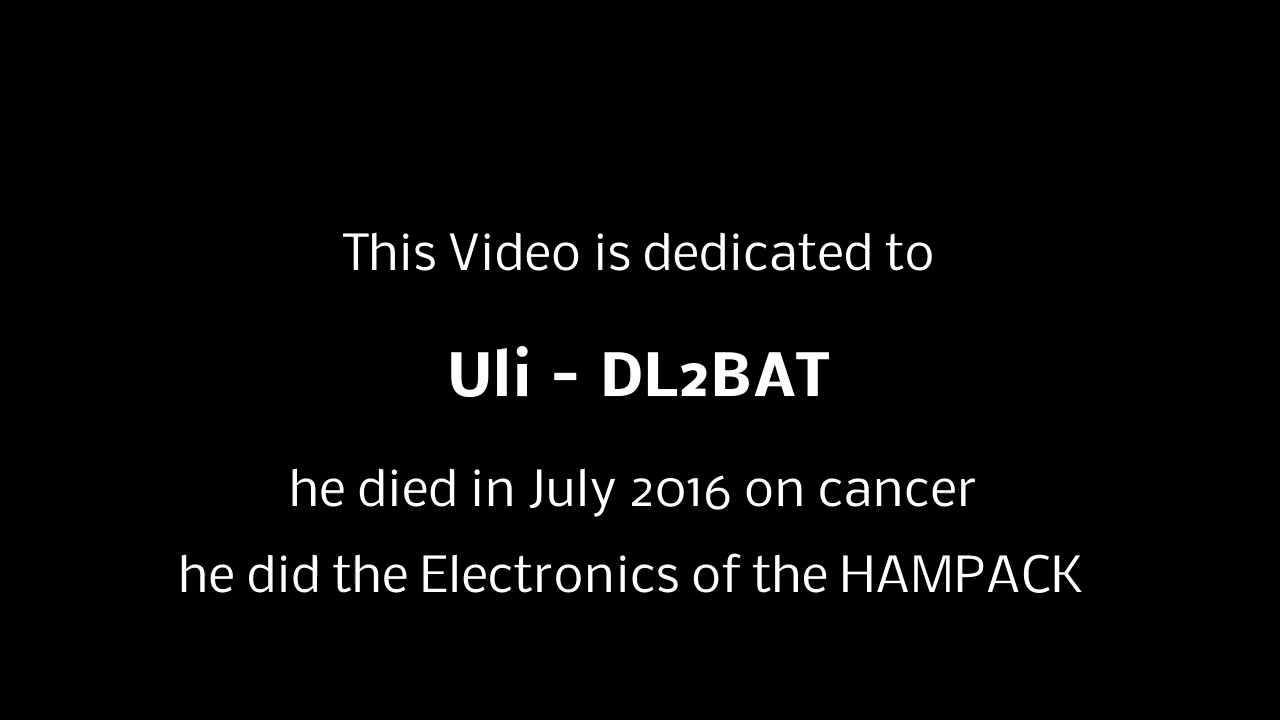 This Video is dedicated to
Uli - DL2BAT
he died in July 2016 on cancer
he did the Electronics of the HAMPACK